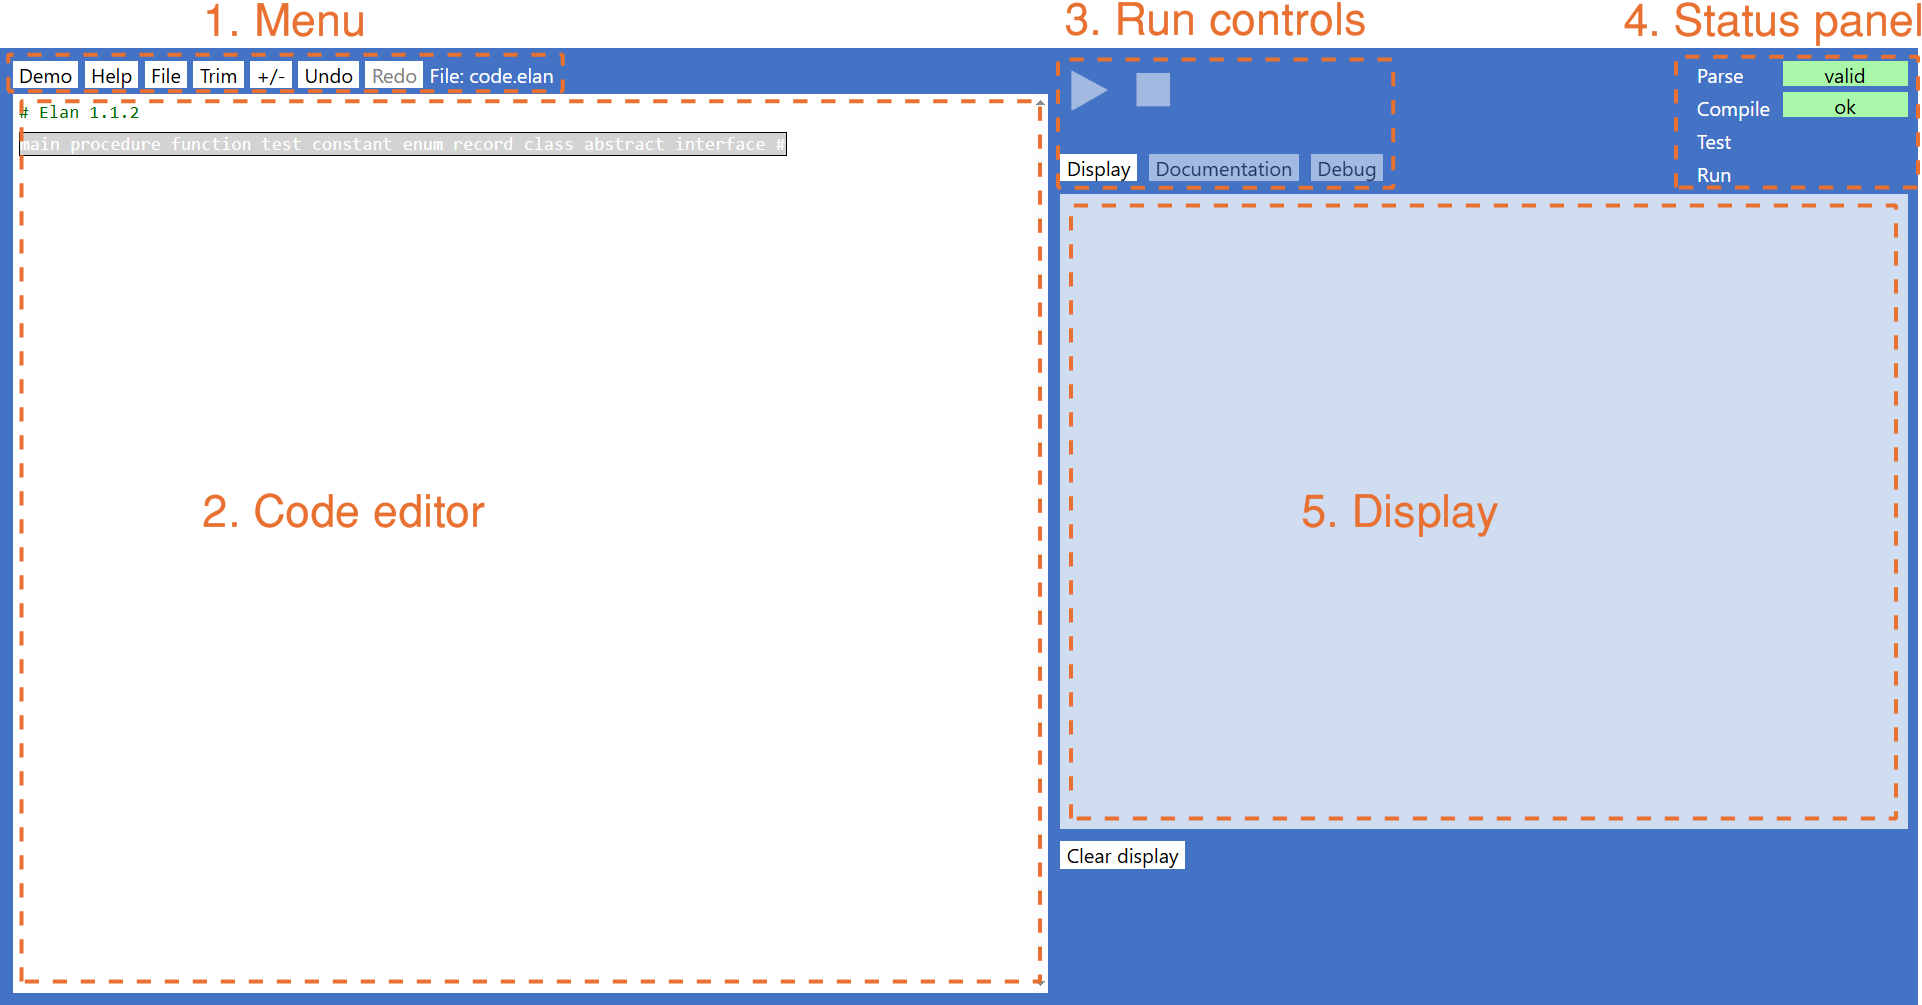 1. Menu
3. Run controls
4. Status panel
Demo Help File Trim +/- Undo Redo File: code.elan
# Elan 1.1.2
main procedure function test constant enum record class abstract interface #
2. Code editor
Display Documentation Debug
Parse valid
Compile ok
Test
Run
5. Display
Clear display